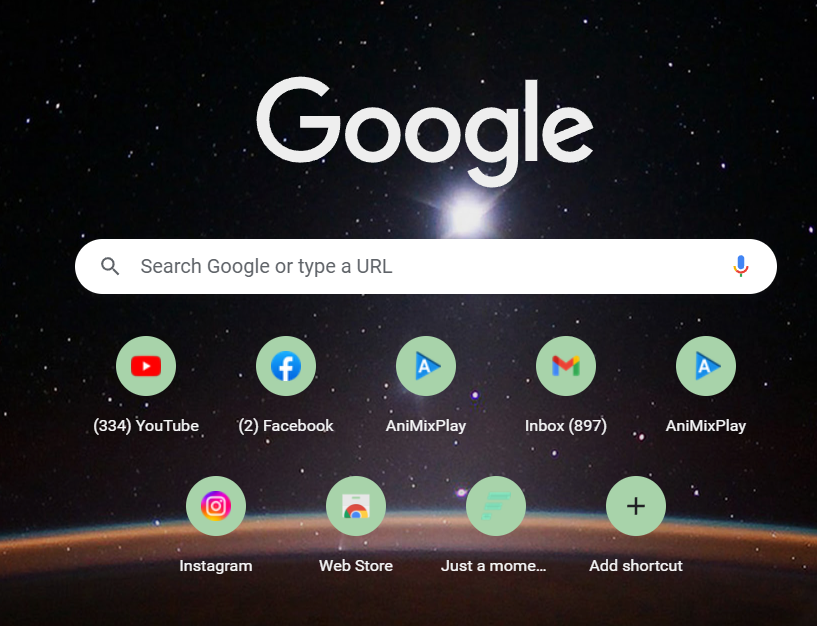 Google
Search Google or type a URL
(334) YouTube
(2) Facebook
AniMixPlay
Inbox (897)
AniMixPlay
Instagram
Web Store
Just a mome...
Add shortcut